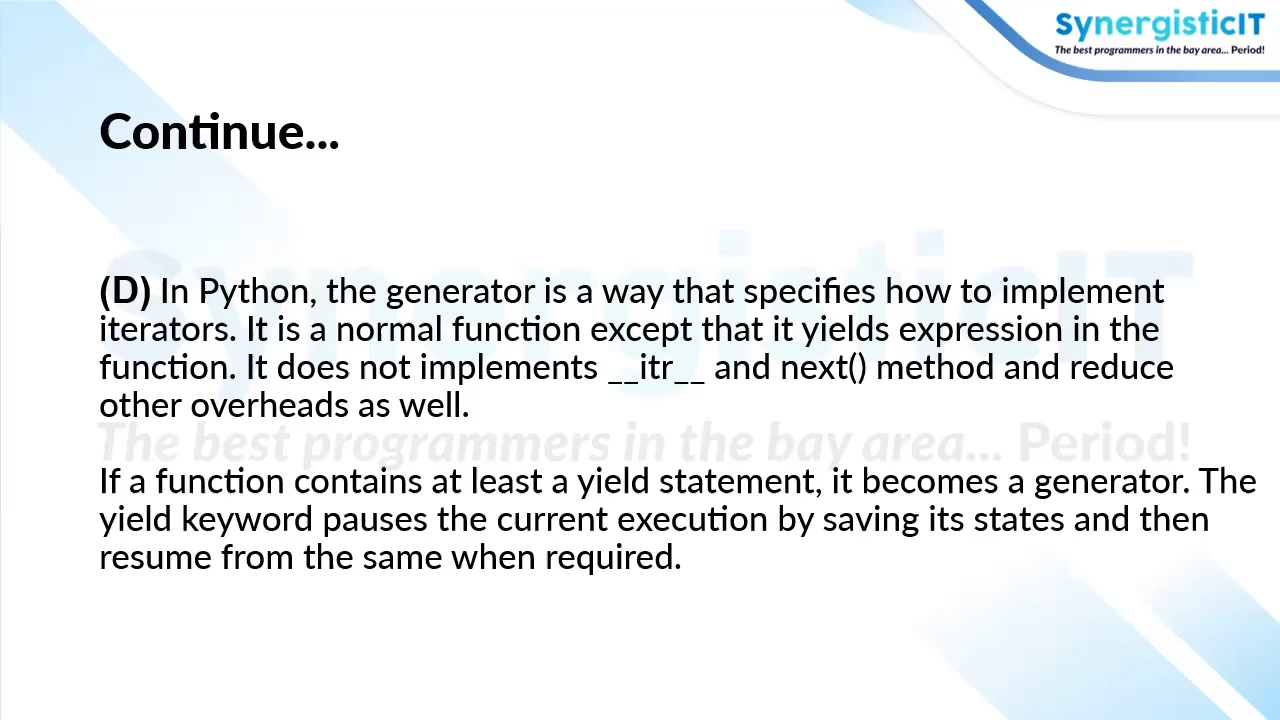 SynergisticIT
The best programmers in the bay area... Period!
Continue...
(D) In Python, the generator is a way that specifies how to implement
iterators. It is a normal function except that it yields expression in the
function. It does not implements __itr__ and next() method and reduce
other overheads as well.
SynergisticIT
The best programmers in the bay area... Period!
If a function contains at least a yield statement, it becomes a generator. The
yield keyword pauses the current execution by saving its states and then
resume from the same when required.